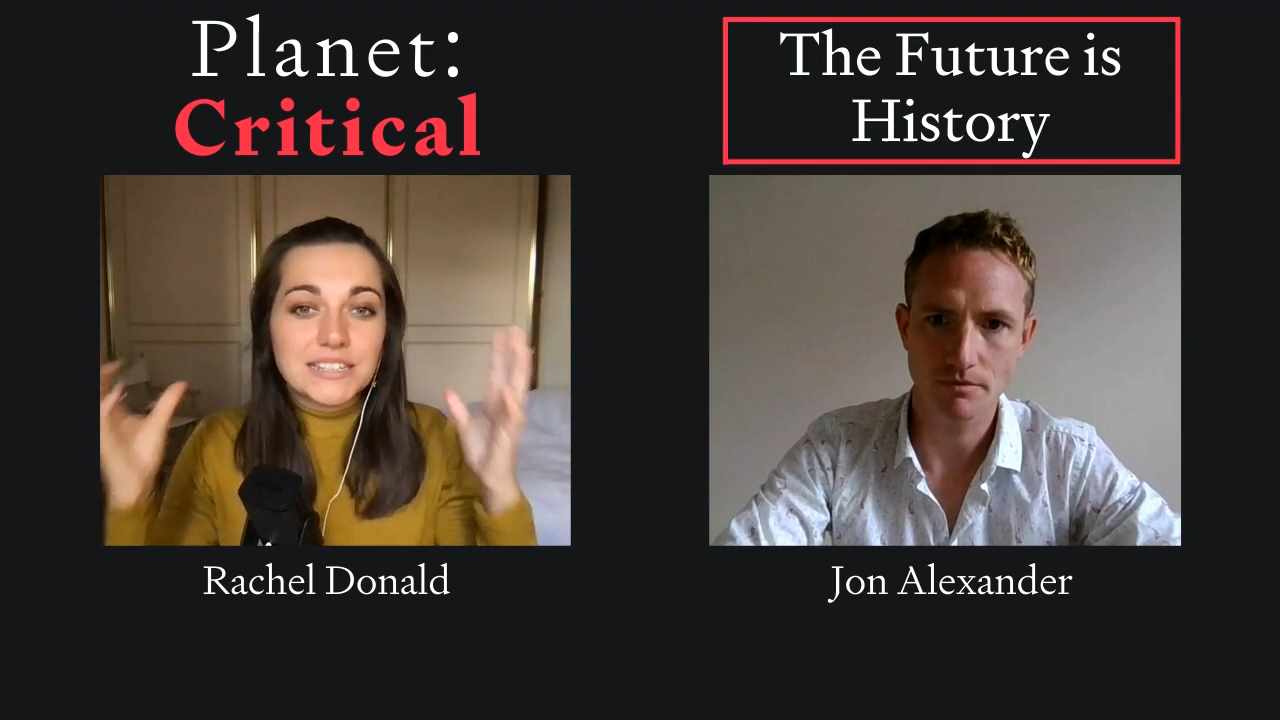 Planet:
Critical
The Future is
History
Rachel Donald
Jon Alexander